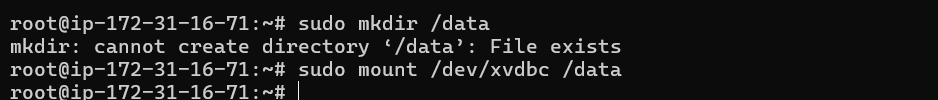 root@ip-172-31-16-71:~# sudo mkdir /data
mkdir: cannot create directory ‘/data’: File exists
root@ip-172-31-16-71:~# sudo mount /dev/xvdbc /data
root@ip-172-31-16-71:~#